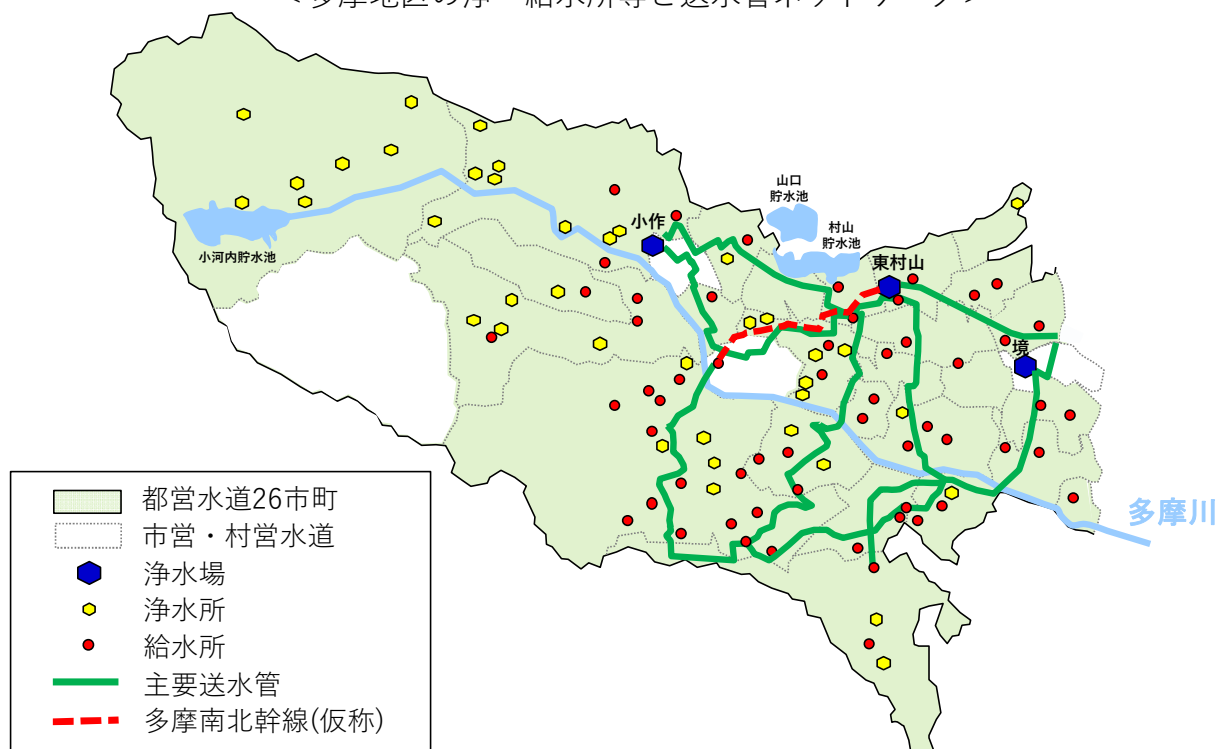 山口
貯水池
小作
村山
貯水池
小河内貯水池
東村山
境
多摩川
都営水道26市町
市営・村営水道
浄水場
浄水所
給水所
主要送水管
多摩南北幹線(仮称)